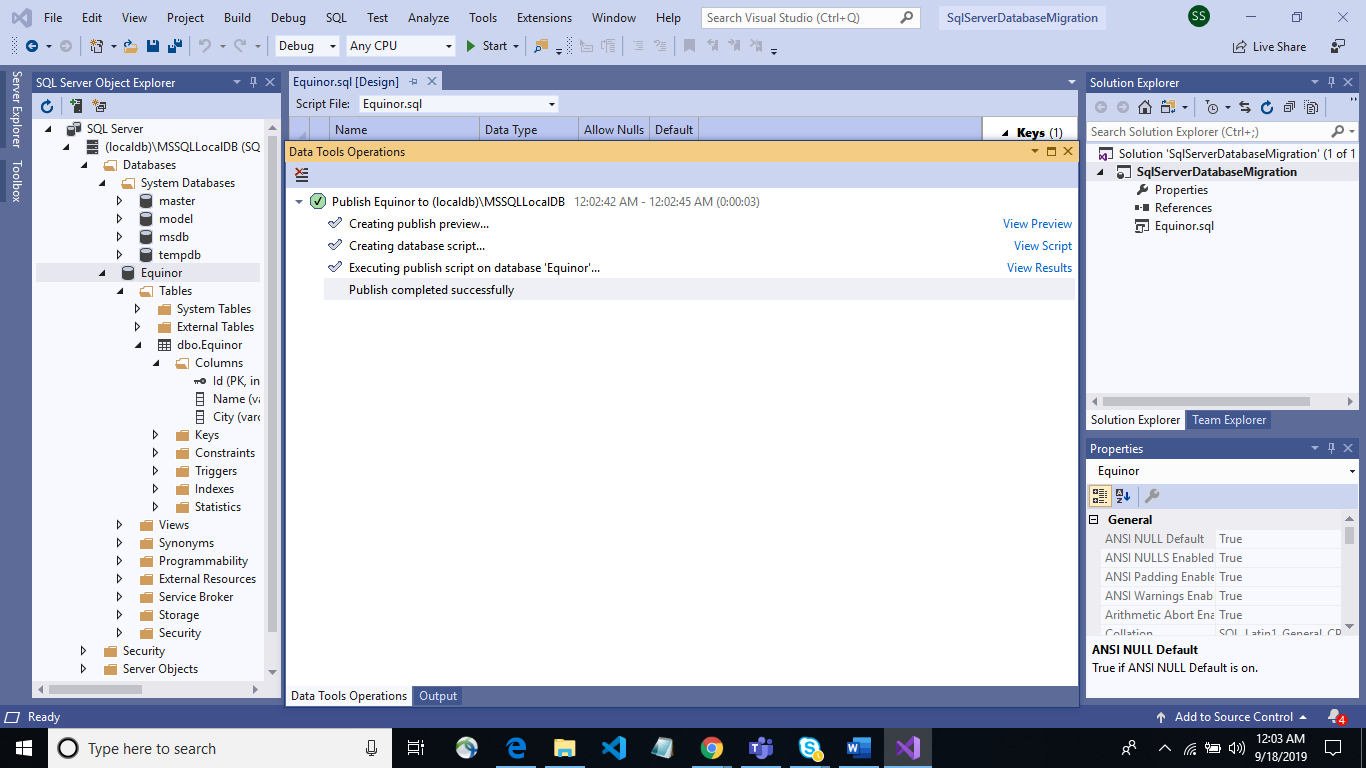 File Edit View Project Build Debug SQL Test Analyze Tools Extensions Window Help Search Visual Studio (Ctrl+Q) SqlServerDatabaseMigration SS
Debug Any CPU Start Live Share
Server Explorer
Toolbox
SQL Server Object Explorer
SQL Server
(localdb)\MSSQLLocalDB (SQ
Databases
System Databases
master
model
msdb
tempdb
Equinor
Tables
System Tables
External Tables
dbo.Equinor
Columns
Id (PK, in
Name (va
City (varc
Keys
Constraints
Triggers
Indexes
Statistics
Views
Synonyms
Programmability
External Resources
Service Broker
Storage
Security
Security
Server Objects
Equinor.sql [Design]
Script File: Equinor.sql
Name Data Type Allow Nulls Default
Keys (1)
Data Tools Operations
Publish Equinor to (localdb)\MSSQLLocalDB 12:02:42 AM - 12:02:45 AM (0:00:03)
Creating publish preview... View Preview
Creating database script... View Script
Executing publish script on database 'Equinor'... View Results
Publish completed successfully
Data Tools Operations Output
Solution Explorer
Search Solution Explorer (Ctrl+;)
Solution 'SqlServerDatabaseMigration' (1 of 1
SqlServerDatabaseMigration
Properties
References
Equinor.sql
Solution Explorer Team Explorer
Properties
Equinor
General
ANSI NULL Default True
ANSI NULLS Enabled True
ANSI Padding Enable True
ANSI Warnings Enab True
Arithmetic Abort Ena True
Collation SQL_Latin1_General_CP
ANSI NULL Default
True if ANSI NULL Default is on.
Ready Add to Source Control 4
Type here to search
12:03 AM
9/18/2019